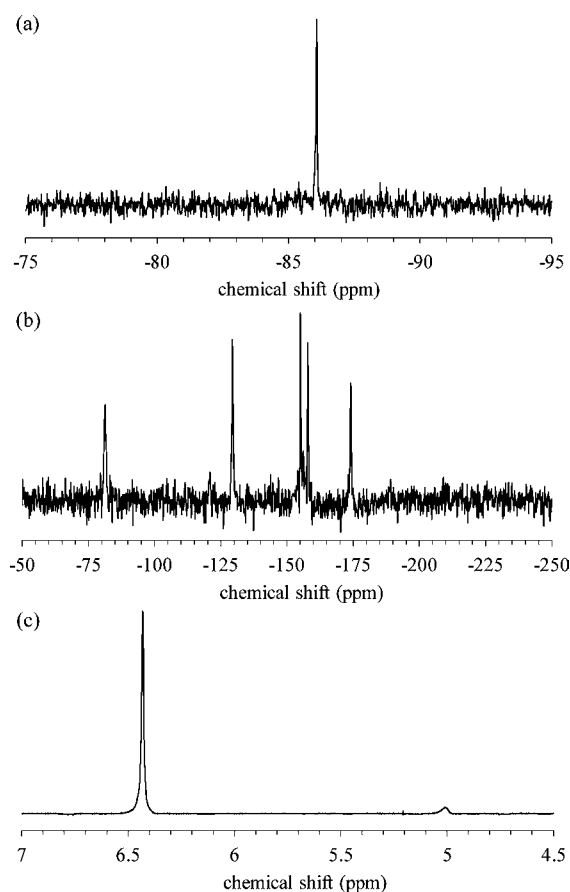 (a)
-75 -80 -85 -90 -95
chemical shift (ppm)
(b)
-50 -75 -100 -125 -150 -175 -200 -225 -250
chemical shift (ppm)
(c)
7 6.5 6 5.5 5 4.5
chemical shift (ppm)